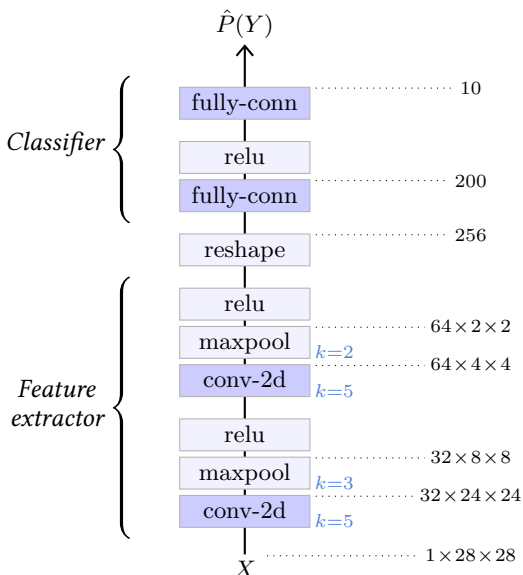 P̂(Y)
fully-conn
10
Classifier
relu
fully-conn
200
reshape
256
relu
maxpool
64×2×2
k=2
conv-2d
64×4×4
k=5
Feature
extractor
relu
maxpool
32×8×8
k=3
conv-2d
32×24×24
k=5
X
1×28×28